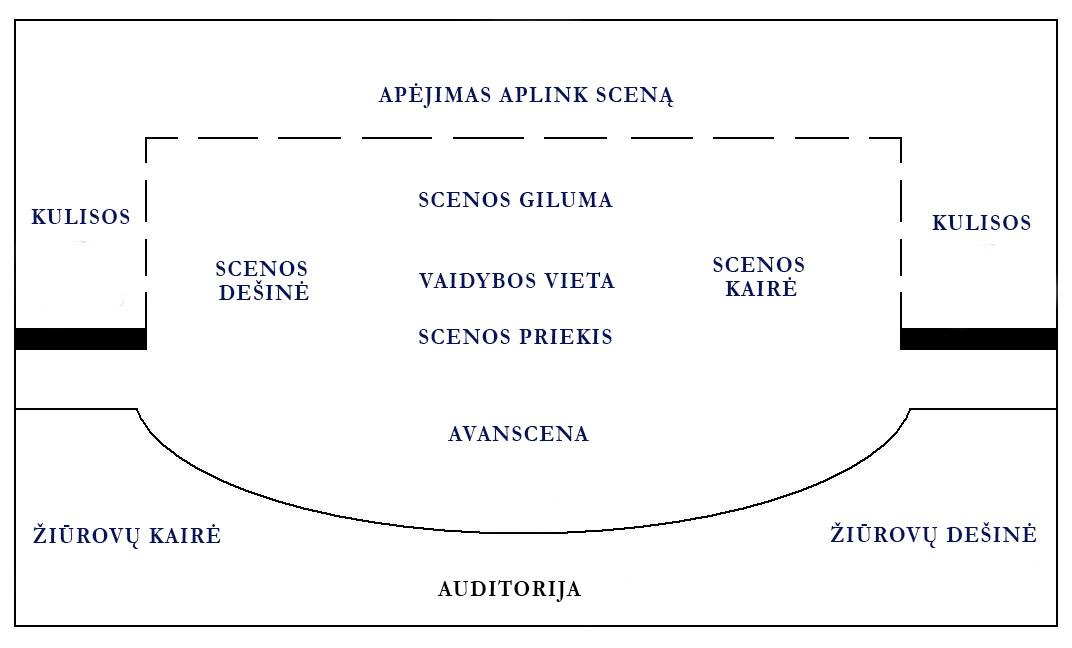 APĖJIMAS APLINK SCENĄ
SCENOS GILUMA
KULISOS
KULISOS
SCENOS
DEŠINĖ
VAIDYBOS VIETA
SCENOS
KAIRĖ
SCENOS PRIEKIS
AVANSCENA
ŽIŪROVŲ KAIRĖ
ŽIŪROVŲ DEŠINĖ
AUDITORIJA